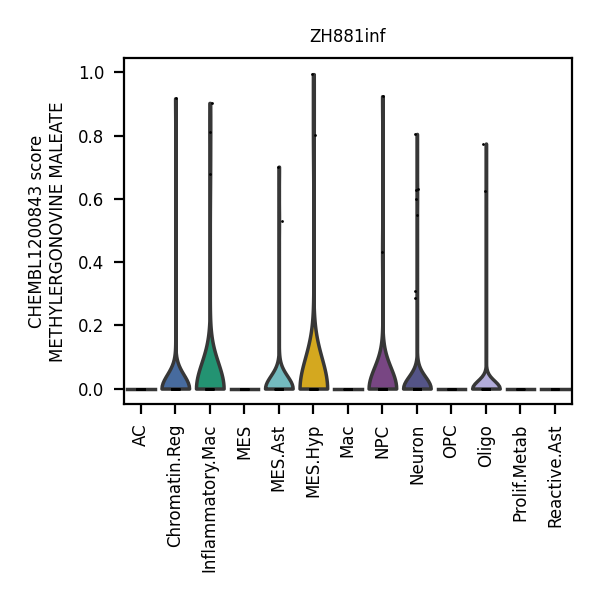 ZH881inf
CHEMBL1200843 score
METHYLERGONOVINE MALEATE
1.0
0.8
0.6
0.4
0.2
0.0
AC
Chromatin.Reg
Inflammatory.Mac
MES
MES.Ast
MES.Hyp
Mac
NPC
Neuron
OPC
Oligo
Prolif.Metab
Reactive.Ast